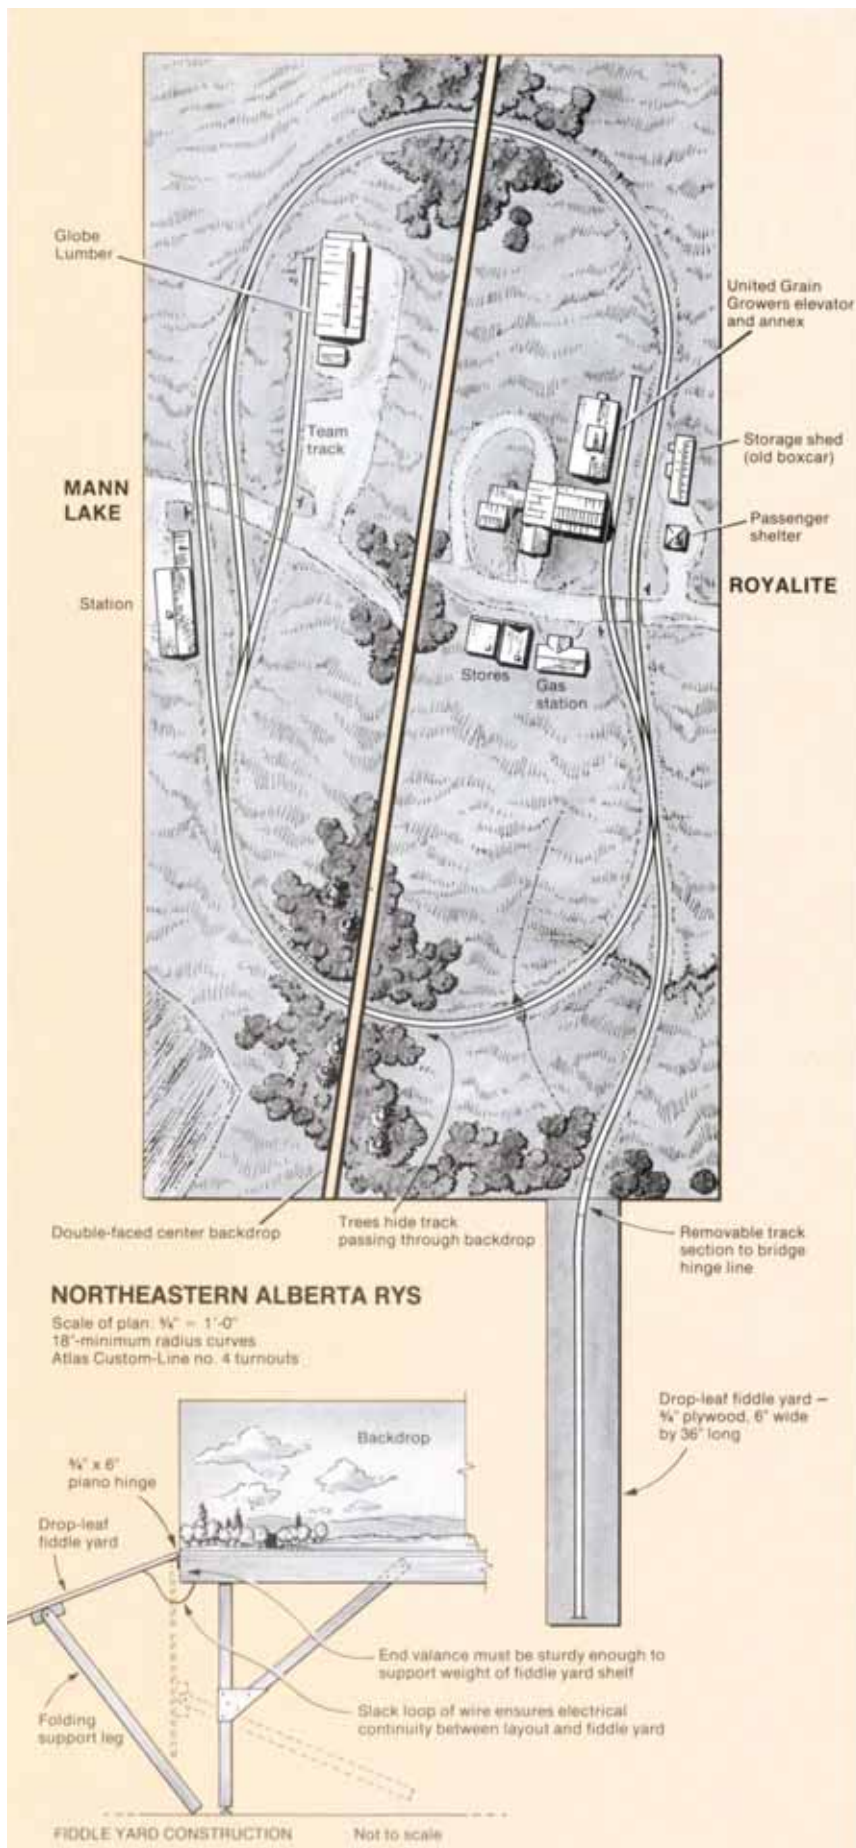 Globe
Lumber
United Grain
Growers elevator
and annex
Team
track
Storage shed
(old boxcar)
MANN
LAKE
Passenger
shelter
Station
ROYALITE
Stores
Gas
station
Double-faced center backdrop
Trees hide track
passing through backdrop
Removable track
section to bridge
hinge line
NORTHEASTERN ALBERTA RYS
Scale of plan: ¾" = 1'-0"
18"-minimum radius curves
Atlas Custom-Line no. 4 turnouts
Drop-leaf fiddle yard –
¾" plywood, 6" wide
by 36" long
Backdrop
¾" x 6"
piano hinge
Drop-leaf
fiddle yard
End valance must be sturdy enough to
support weight of fiddle yard shelf
Slack loop of wire ensures electrical
continuity between layout and fiddle yard
Folding
support leg
FIDDLE YARD CONSTRUCTION Not to scale